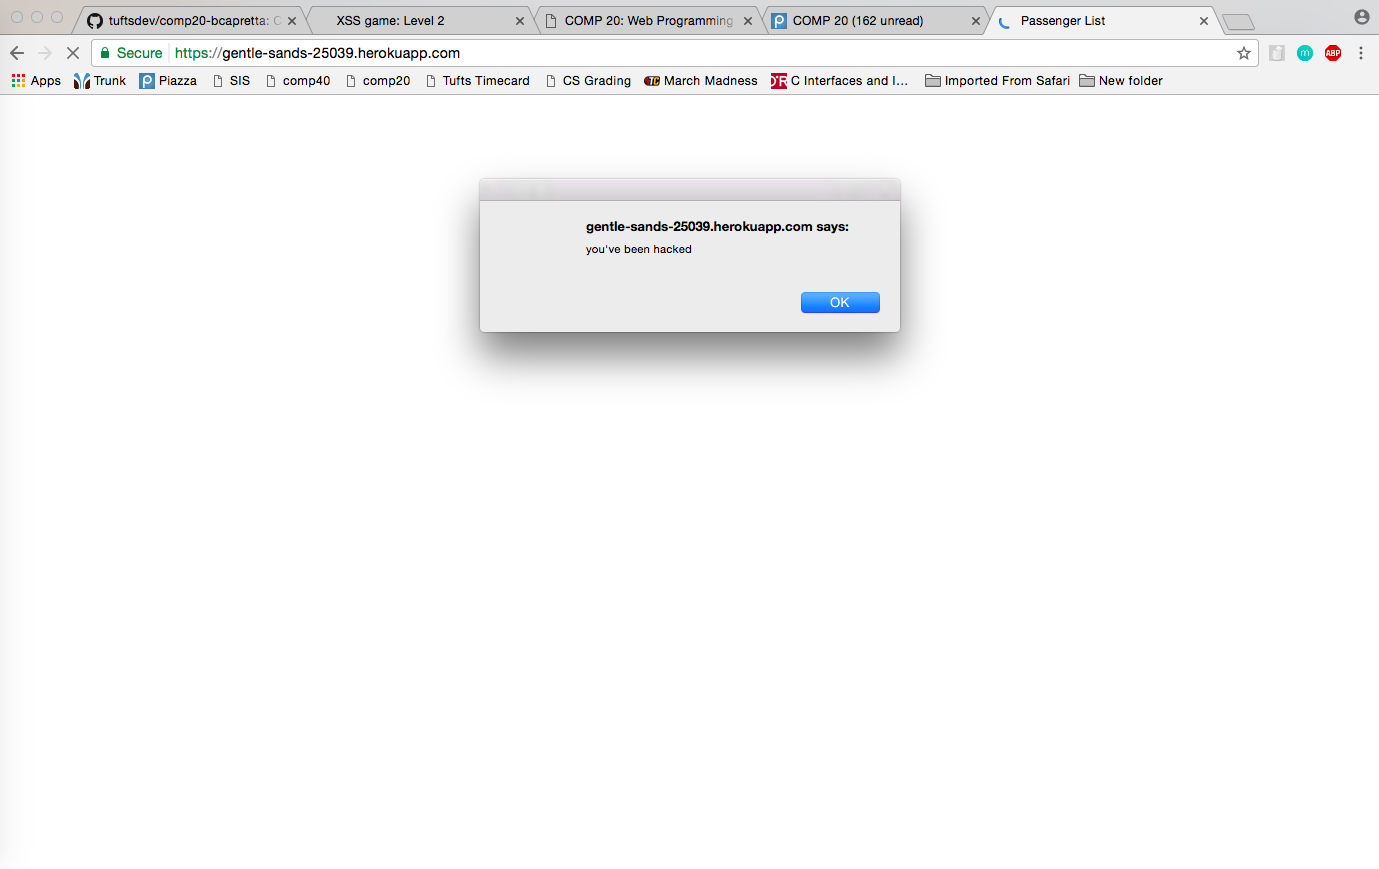 tuftsdev/comp20-bcapretta: C
XSS game: Level 2
COMP 20: Web Programming
COMP 20 (162 unread)
Passenger List
Secure
https://gentle-sands-25039.herokuapp.com
m
ABP
Apps
Trunk
Piazza
SIS
comp40
comp20
Tufts Timecard
CS Grading
March Madness
C Interfaces and I...
Imported From Safari
New folder
gentle-sands-25039.herokuapp.com says:
you've been hacked
OK